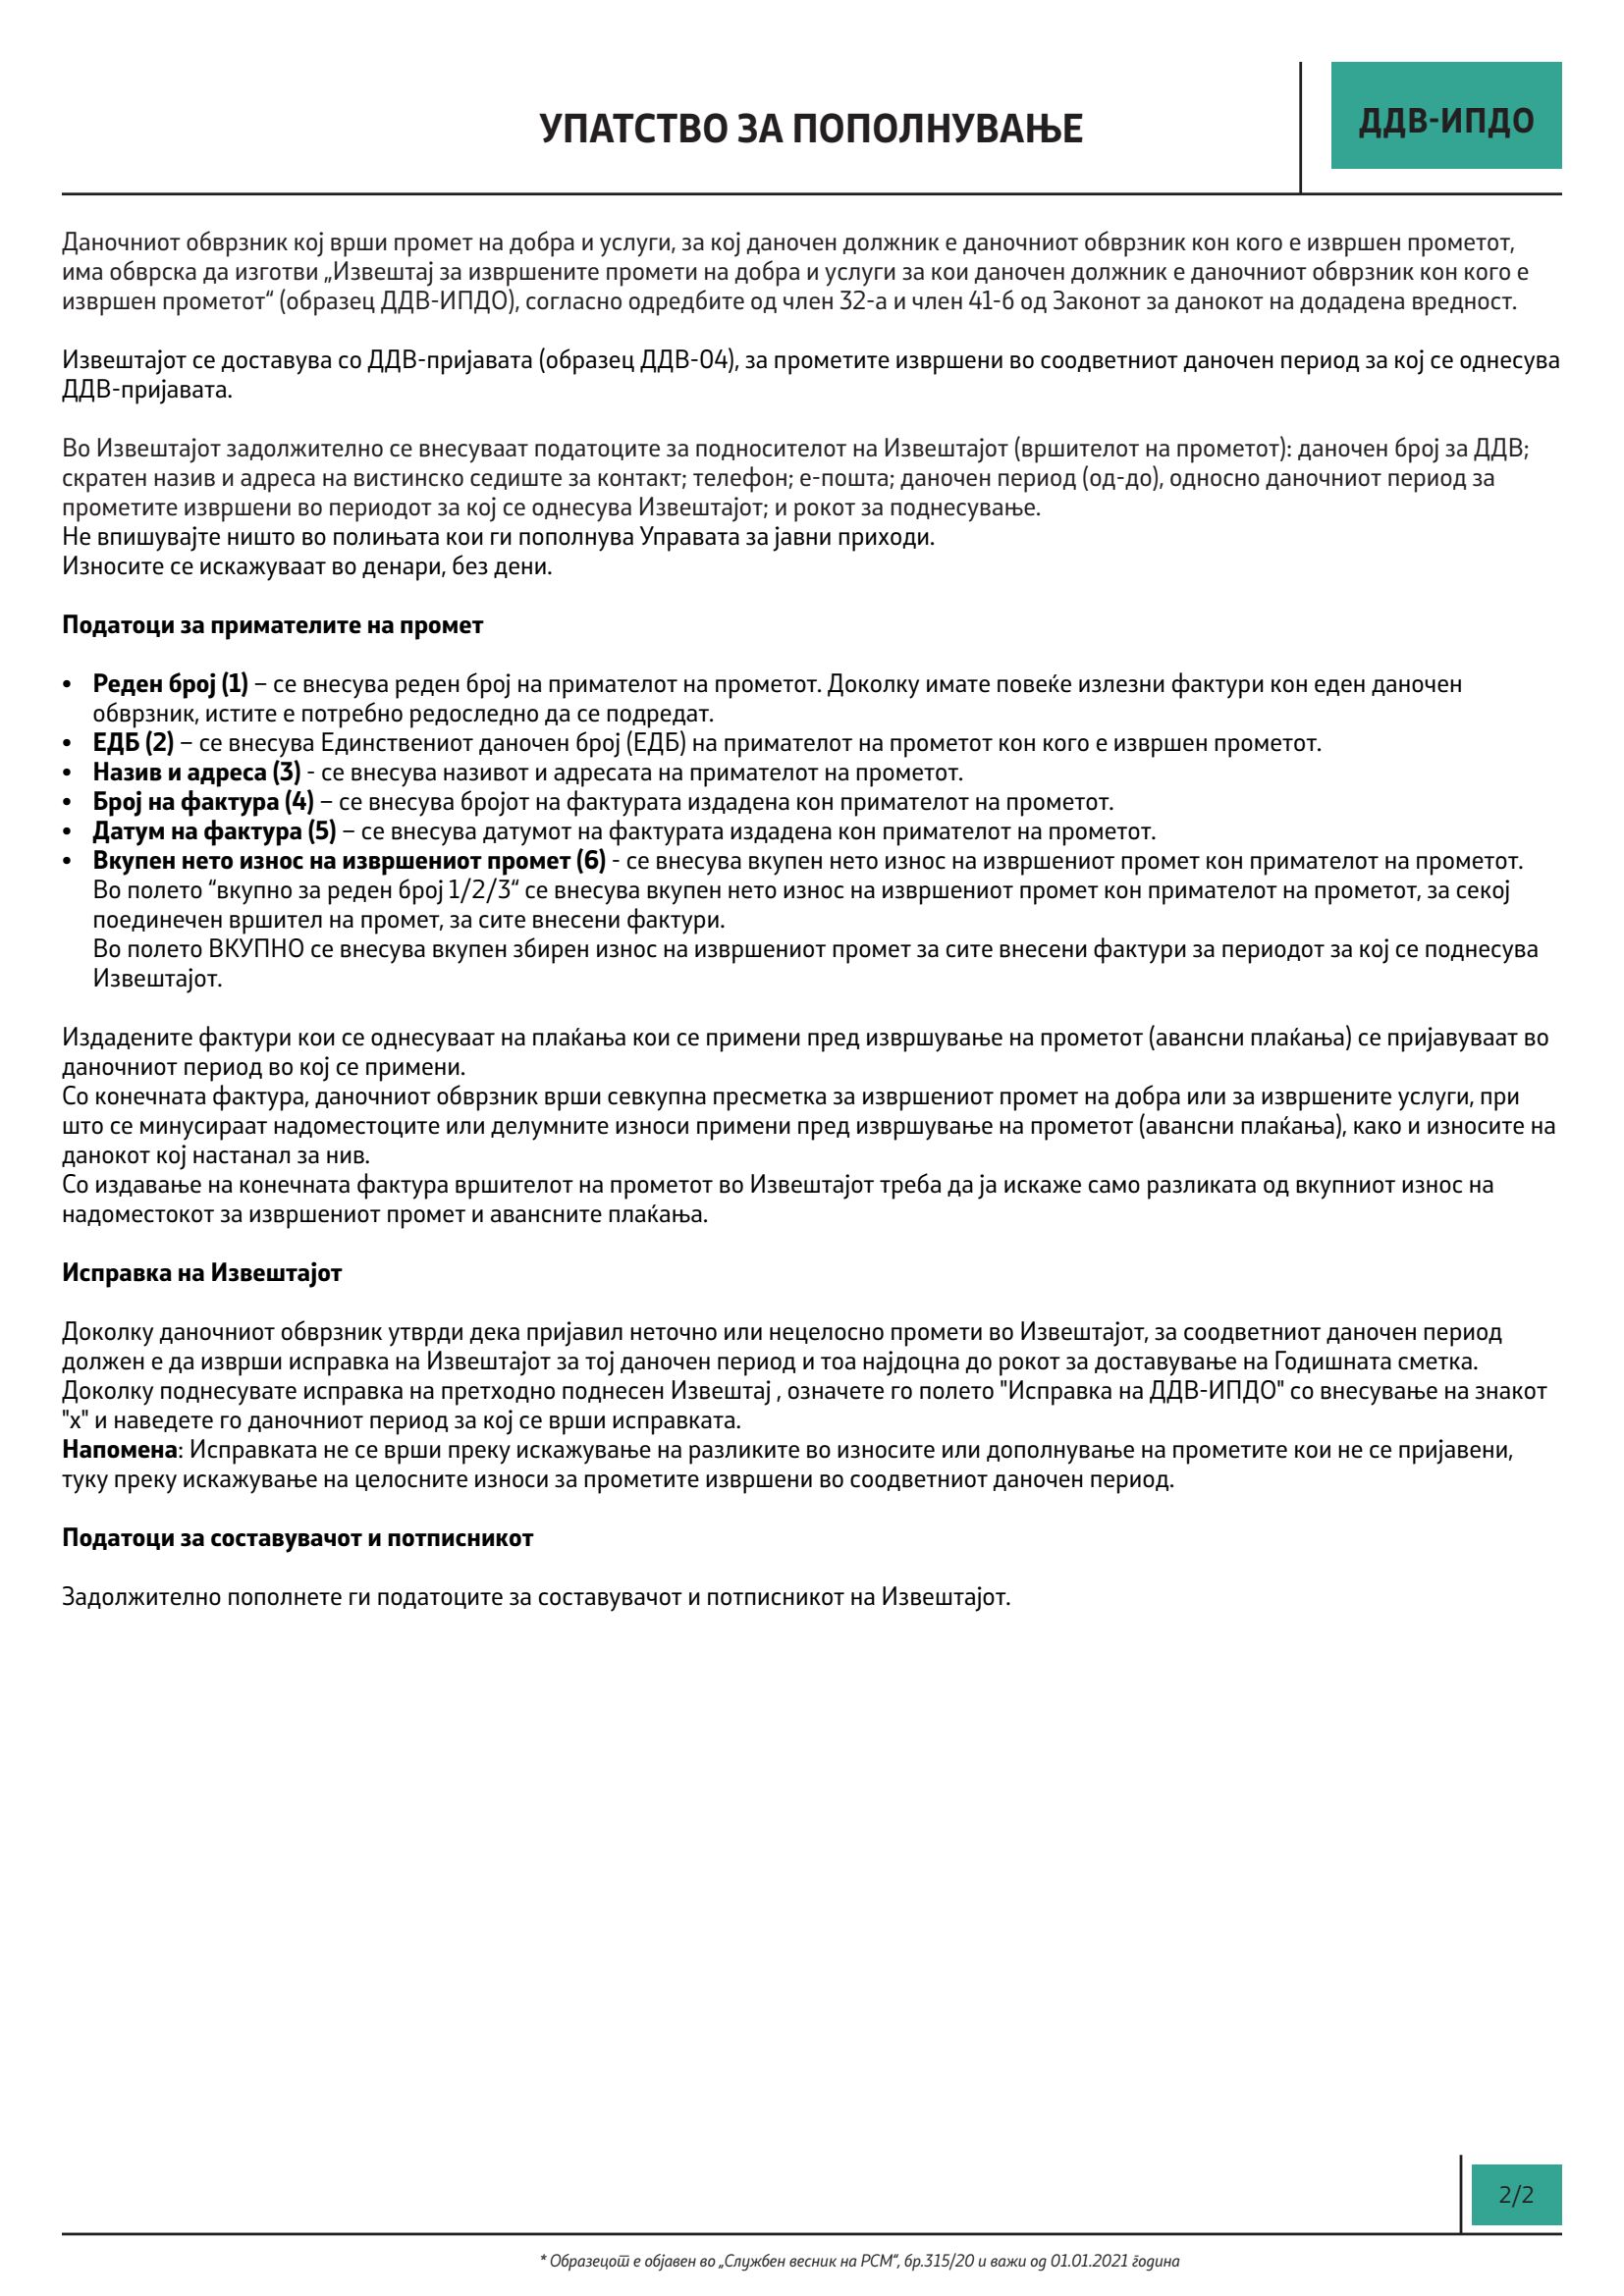 УПАТСТВО ЗА ПОПОЛНУВАЊЕ
ДДВ-ИПДО
Даночниот обврзник кој врши промет на добра и услуги, за кој даночен должник е даночниот обврзник кон кого е извршен прометот,
има обврска да изготви „Извештај за извршените промети на добра и услуги за кои даночен должник е даночниот обврзник кон кого е
извршен прометот“ (образец ДДВ-ИПДО), согласно одредбите од член 32-а и член 41-б од Законот за данокот на додадена вредност.
Извештајот се доставува со ДДВ-пријавата (образец ДДВ-04), за прометите извршени во соодветниот даночен период за кој се однесува
ДДВ-пријавата.
Во Извештајот задолжително се внесуваат податоците за подносителот на Извештајот (вршителот на прометот): даночен број за ДДВ;
скратен назив и адреса на вистинско седиште за контакт; телефон; е-пошта; даночен период (од-до), односно даночниот период за
прометите извршени во периодот за кој се однесува Извештајот; и рокот за поднесување.
Не впишувајте ништо во полињата кои ги пополнува Управата за јавни приходи.
Износите се искажуваат во денари, без дени.
Податоци за примателите на промет
• Реден број (1) – се внесува реден број на примателот на прометот. Доколку имате повеќе излезни фактури кон еден даночен
обврзник, истите е потребно редоследно да се подредат.
• ЕДБ (2) – се внесува Единствениот даночен број (ЕДБ) на примателот на прометот кон кого е извршен прометот.
• Назив и адреса (3) - се внесува називот и адресата на примателот на прометот.
• Број на фактура (4) – се внесува бројот на фактурата издадена кон примателот на прометот.
• Датум на фактура (5) – се внесува датумот на фактурата издадена кон примателот на прометот.
• Вкупен нето износ на извршениот промет (6) - се внесува вкупен нето износ на извршениот промет кон примателот на прометот.
Во полето “вкупно за реден број 1/2/3“ се внесува вкупен нето износ на извршениот промет кон примателот на прометот, за секој
поединечен вршител на промет, за сите внесени фактури.
Во полето ВКУПНО се внесува вкупен збирен износ на извршениот промет за сите внесени фактури за периодот за кој се поднесува
Извештајот.
Издадените фактури кои се однесуваат на плаќања кои се примени пред извршување на прометот (авансни плаќања) се пријавуваат во
даночниот период во кој се примени.
Со конечната фактура, даночниот обврзник врши севкупна пресметка за извршениот промет на добра или за извршените услуги, при
што се минусираат надоместоците или делумните износи примени пред извршување на прометот (авансни плаќања), како и износите на
данокот кој настанал за нив.
Со издавање на конечната фактура вршителот на прометот во Извештајот треба да ја искаже само разликата од вкупниот износ на
надоместокот за извршениот промет и авансните плаќања.
Исправка на Извештајот
Доколку даночниот обврзник утврди дека пријавил неточно или нецелосно промети во Извештајот, за соодветниот даночен период
должен е да изврши исправка на Извештајот за тој даночен период и тоа најдоцна до рокот за доставување на Годишната сметка.
Доколку поднесувате исправка на претходно поднесен Извештај , означете го полето "Исправка на ДДВ-ИПДО" со внесување на знакот
"х" и наведете го даночниот период за кој се врши исправката.
Напомена: Исправката не се врши преку искажување на разликите во износите или дополнување на прометите кои не се пријавени,
туку преку искажување на целосните износи за прометите извршени во соодветниот даночен период.
Податоци за составувачот и потписникот
Задолжително пополнете ги податоците за составувачот и потписникот на Извештајот.
2/2
* Образецот е објавен во „Службен весник на РСМ“, бр.315/20 и важи од 01.01.2021 година